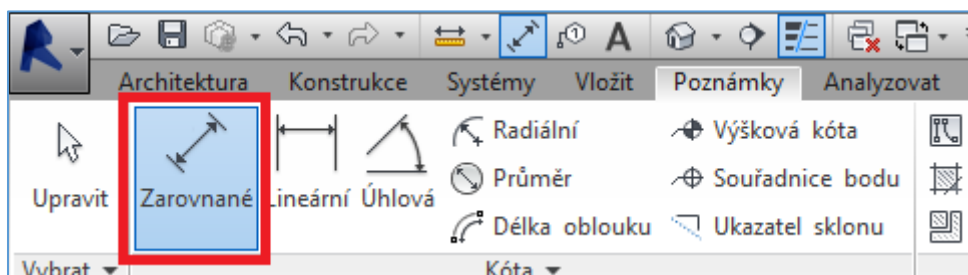 Architektura Konstrukce Systémy Vložit Poznámky Analyzovat
Upravit
Zarovnané
Lineární
Úhlová
Radiální
Průměr
Délka oblouku
Výšková kóta
Souřadnice bodu
Ukazatel sklonu
Vybrat
Kóta